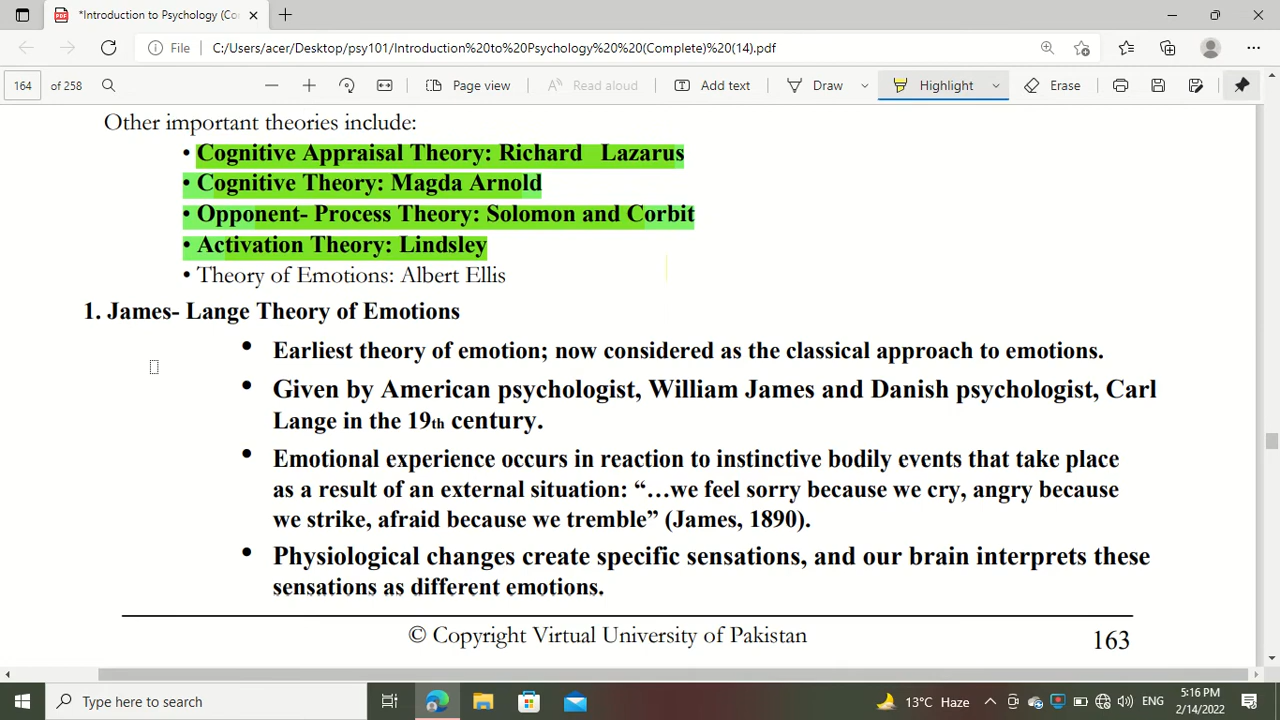 *Introduction to Psychology (Co
File
C:/Users/acer/Desktop/psy101/Introduction%20to%20Psychology%20%20(Complete)%20(14).pdf
164 of 258
Page view
Read aloud
Add text
Draw
Highlight
Erase
Other important theories include:
• Cognitive Appraisal Theory: Richard Lazarus
• Cognitive Theory: Magda Arnold
• Opponent- Process Theory: Solomon and Corbit
• Activation Theory: Lindsley
• Theory of Emotions: Albert Ellis
1. James- Lange Theory of Emotions
• Earliest theory of emotion; now considered as the classical approach to emotions.
• Given by American psychologist, William James and Danish psychologist, Carl
Lange in the 19th century.
• Emotional experience occurs in reaction to instinctive bodily events that take place
as a result of an external situation: “…we feel sorry because we cry, angry because
we strike, afraid because we tremble” (James, 1890).
• Physiological changes create specific sensations, and our brain interprets these
sensations as different emotions.
© Copyright Virtual University of Pakistan
163
Type here to search
13°C Haze
ENG
5:16 PM
2/14/2022